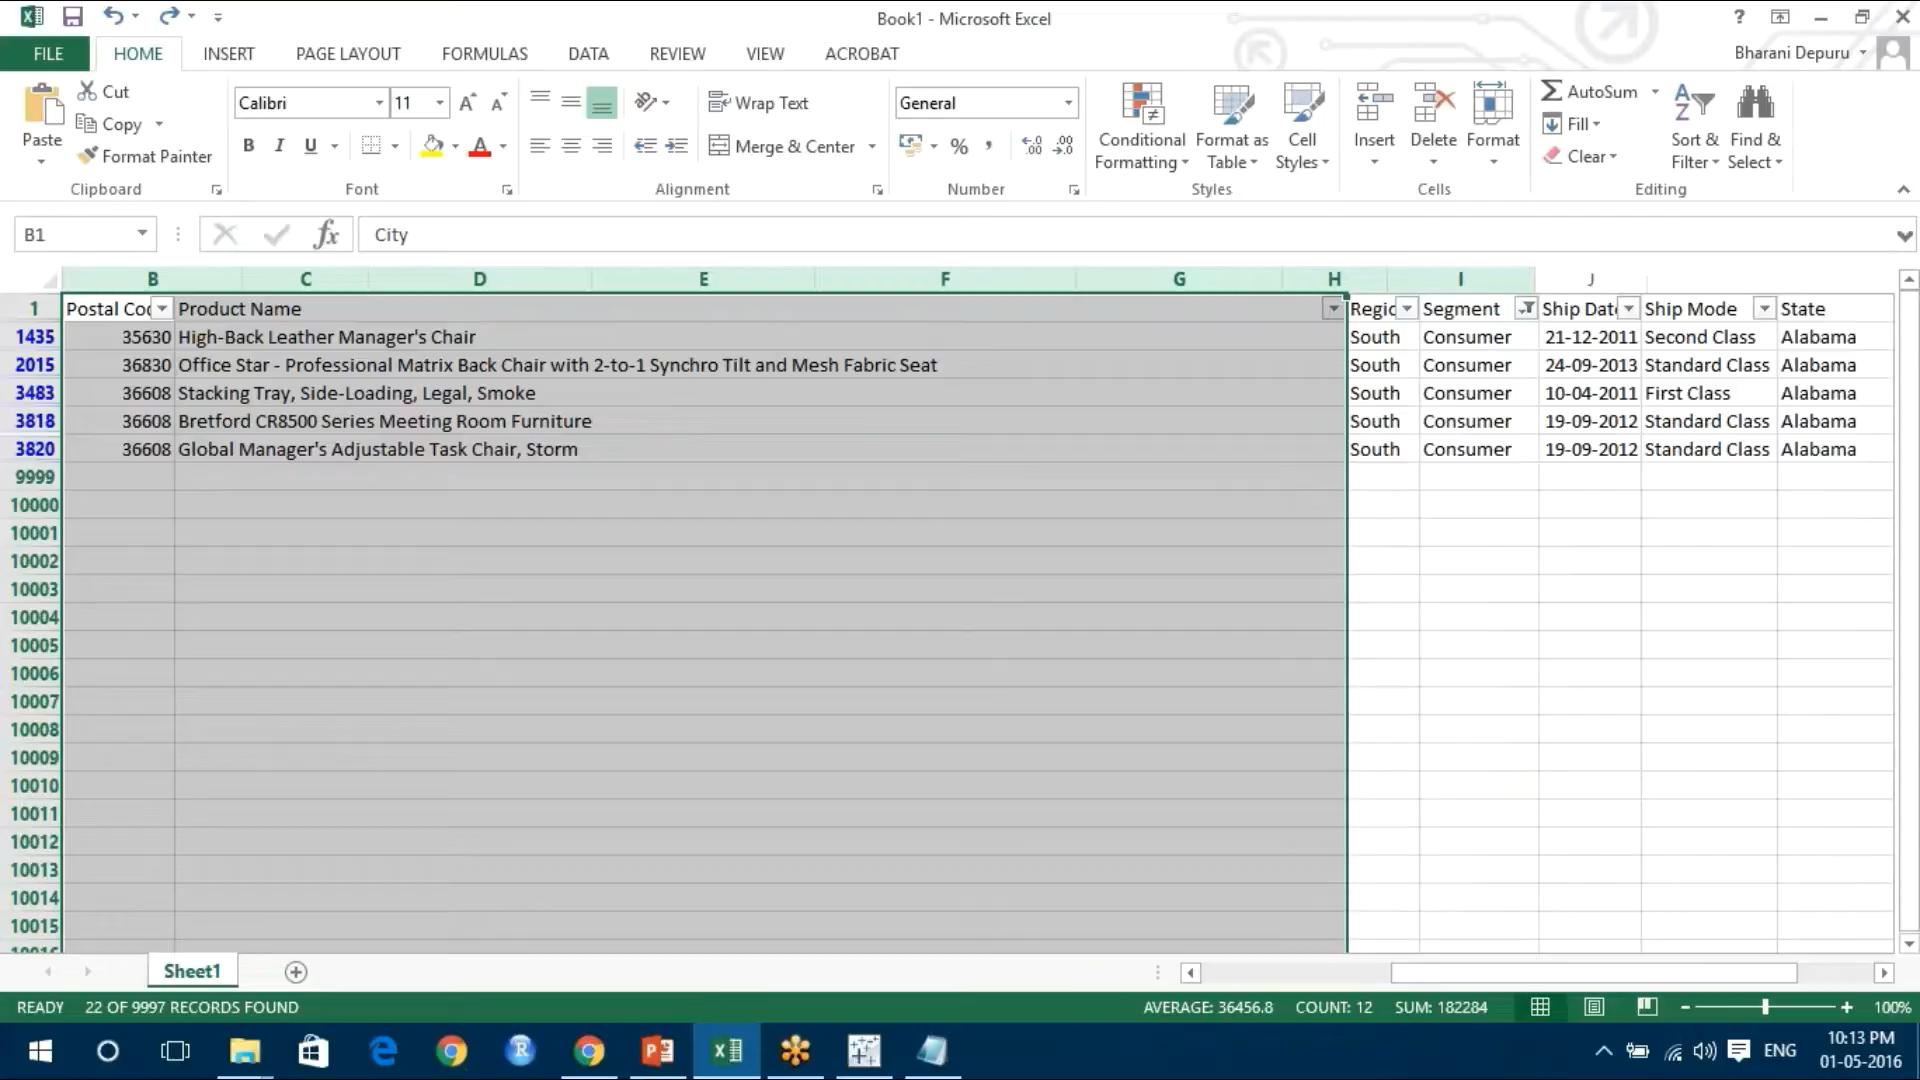 Book1 - Microsoft Excel
?
FILE HOME INSERT PAGE LAYOUT FORMULAS DATA REVIEW VIEW ACROBAT Bharani Depuru
Paste
Cut
Copy
Format Painter
Clipboard
Calibri 11 A A
B I U A
Font
Wrap Text
Merge & Center
Alignment
General
% , .0 .00 .00 .0
Number
Conditional Formatting
Format as Table
Cell Styles
Styles
Insert Delete Format
Cells
AutoSum
Fill
Clear
Sort & Filter
Find & Select
Editing
B1 fx City
B C D E F G H I J
1 Postal Co Product Name Regio Segment Ship Dat Ship Mode State
1435 35630 High-Back Leather Manager's Chair South Consumer 21-12-2011 Second Class Alabama
2015 36830 Office Star - Professional Matrix Back Chair with 2-to-1 Synchro Tilt and Mesh Fabric Seat South Consumer 24-09-2013 Standard Class Alabama
3483 36608 Stacking Tray, Side-Loading, Legal, Smoke South Consumer 10-04-2011 First Class Alabama
3818 36608 Bretford CR8500 Series Meeting Room Furniture South Consumer 19-09-2012 Standard Class Alabama
3820 36608 Global Manager's Adjustable Task Chair, Storm South Consumer 19-09-2012 Standard Class Alabama
9999
10000
10001
10002
10003
10004
10005
10006
10007
10008
10009
10010
10011
10012
10013
10014
10015
Sheet1
READY 22 OF 9997 RECORDS FOUND AVERAGE: 36456.8 COUNT: 12 SUM: 182284 100%
ENG 10:13 PM
01-05-2016